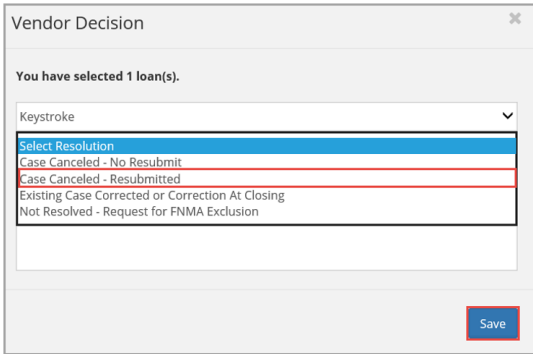 Vendor Decision
You have selected 1 loan(s).
Keystroke
Select Resolution
Case Canceled - No Resubmit
Case Canceled - Resubmitted
Existing Case Corrected or Correction At Closing
Not Resolved - Request for FNMA Exclusion
Save